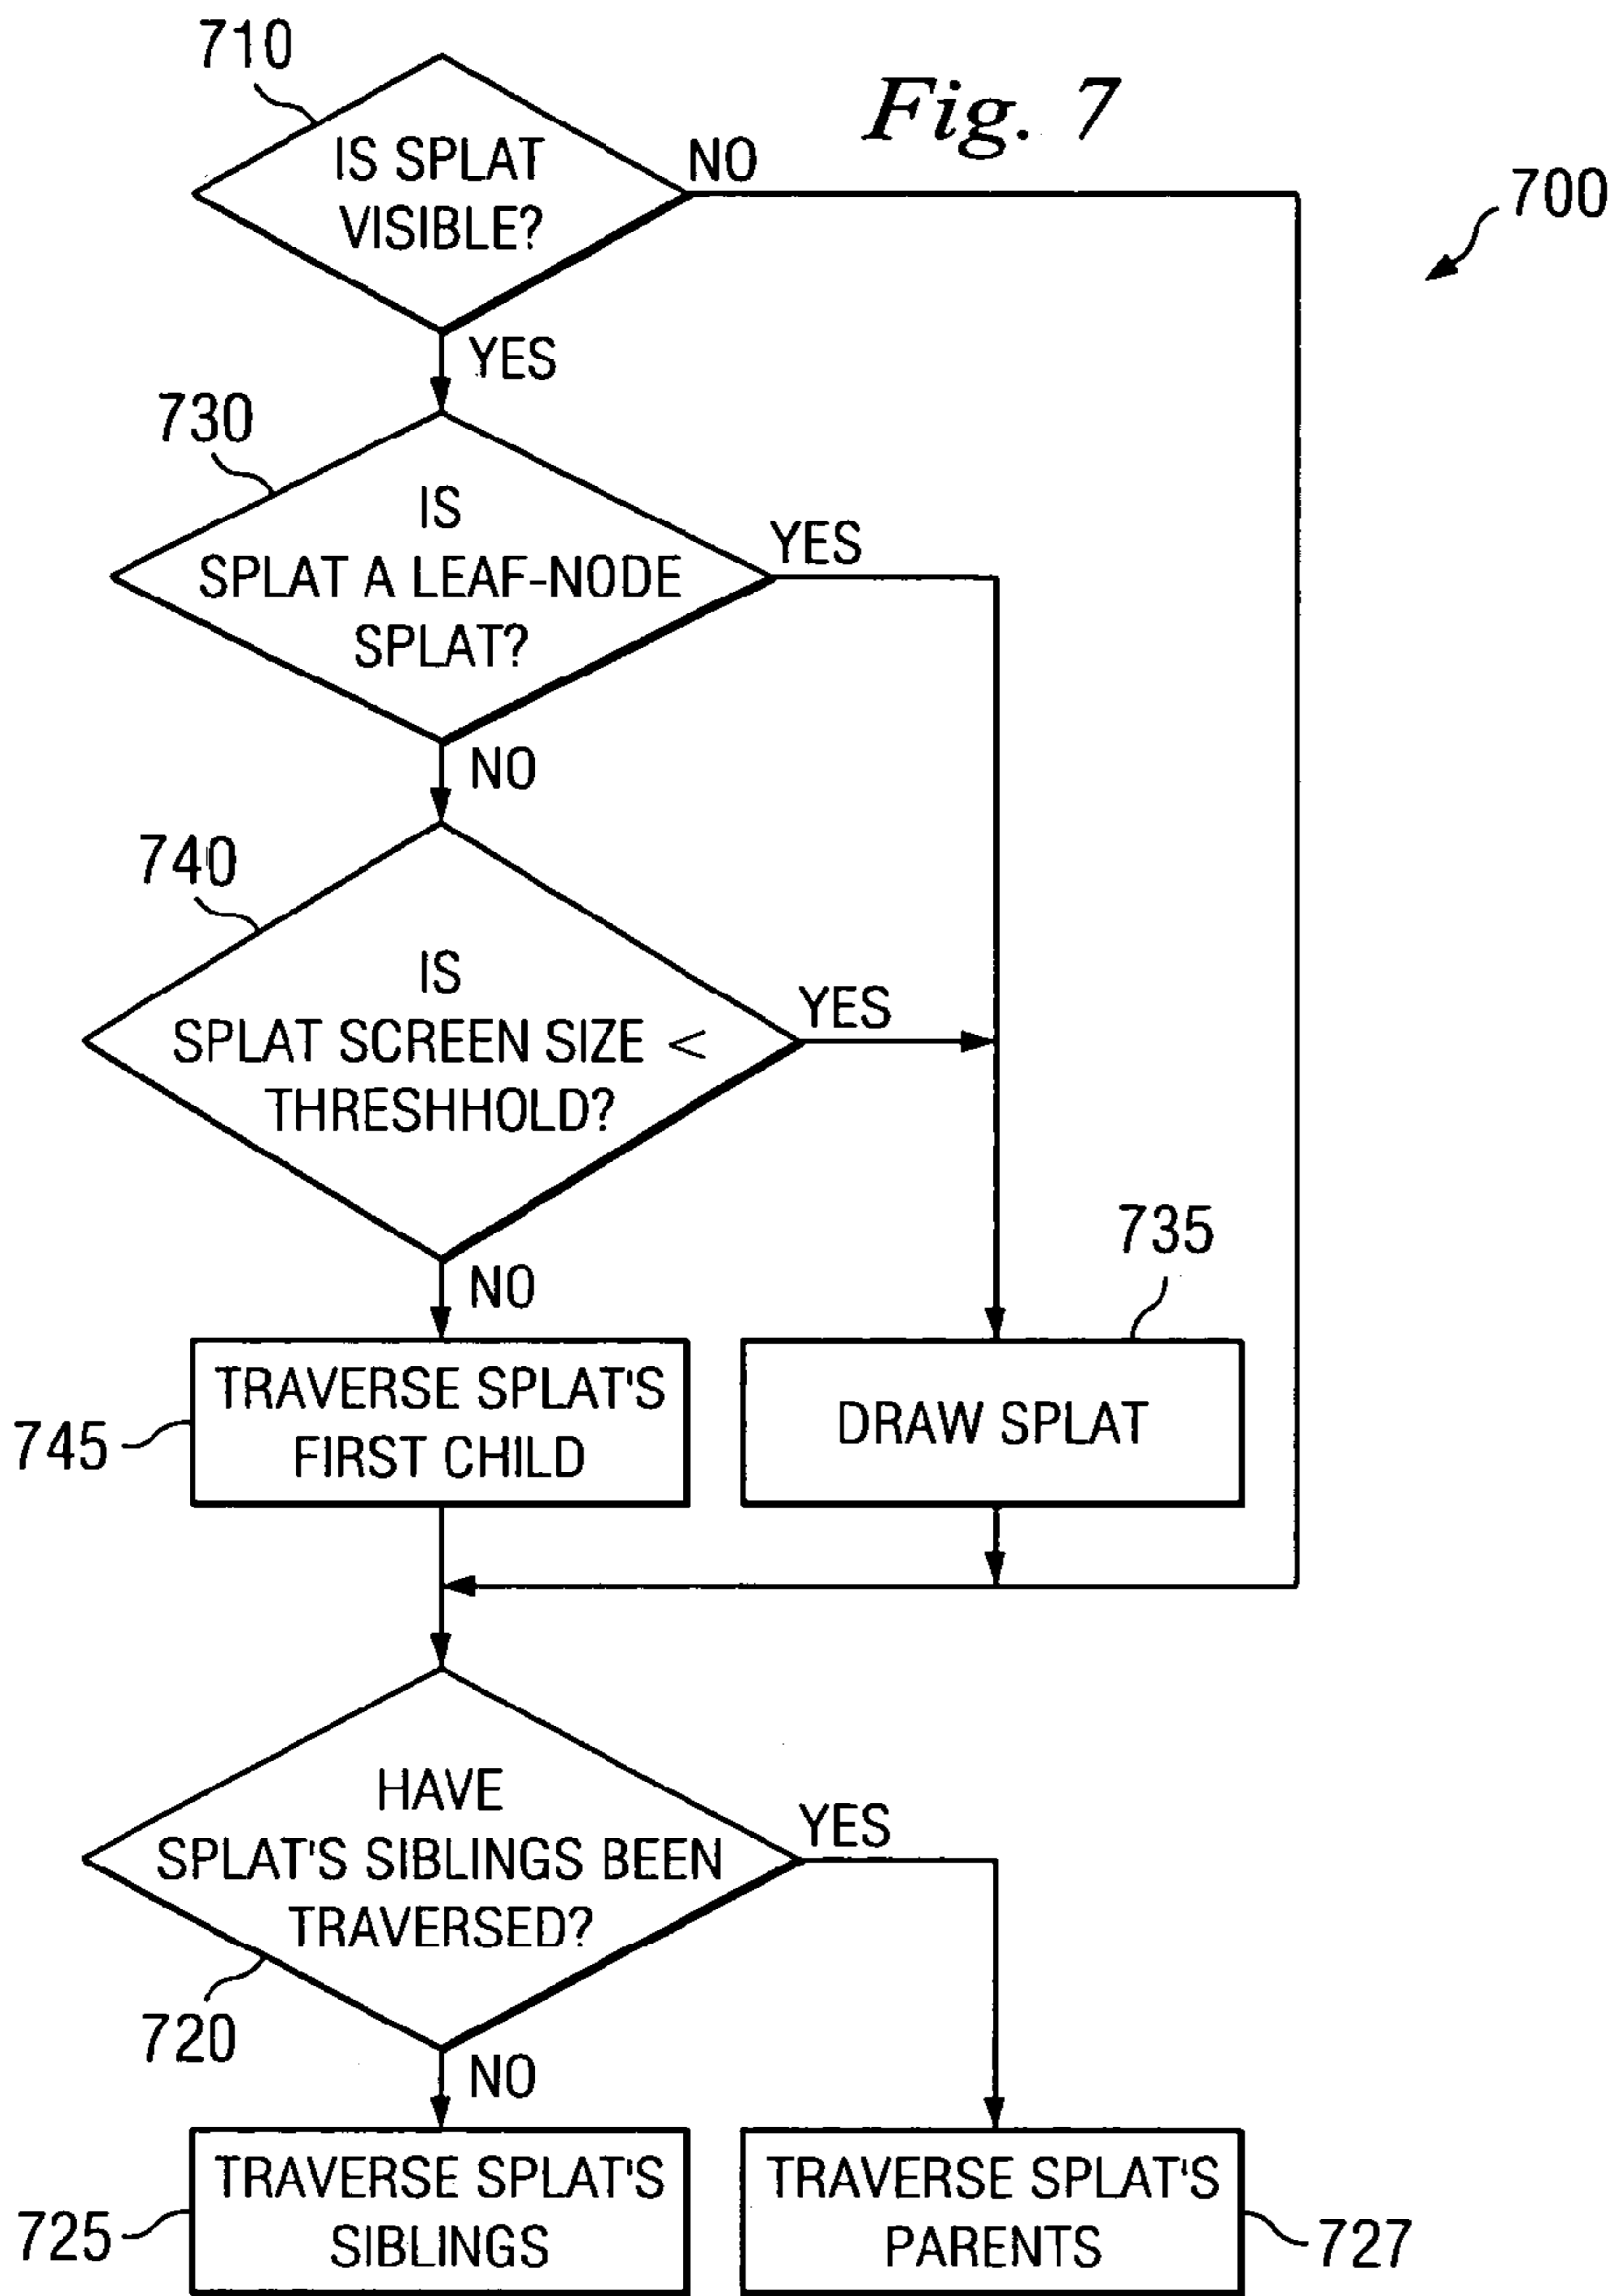 710
Fig. 7
IS SPLAT
VISIBLE?
NO
700
YES
730
IS
SPLAT A LEAF-NODE
SPLAT?
YES
NO
740
IS
SPLAT SCREEN SIZE <
THRESHHOLD?
YES
NO
735
TRAVERSE SPLAT'S
FIRST CHILD
745
DRAW SPLAT
HAVE
SPLAT'S SIBLINGS BEEN
TRAVERSED?
YES
720
NO
TRAVERSE SPLAT'S
SIBLINGS
725
TRAVERSE SPLAT'S
PARENTS
727